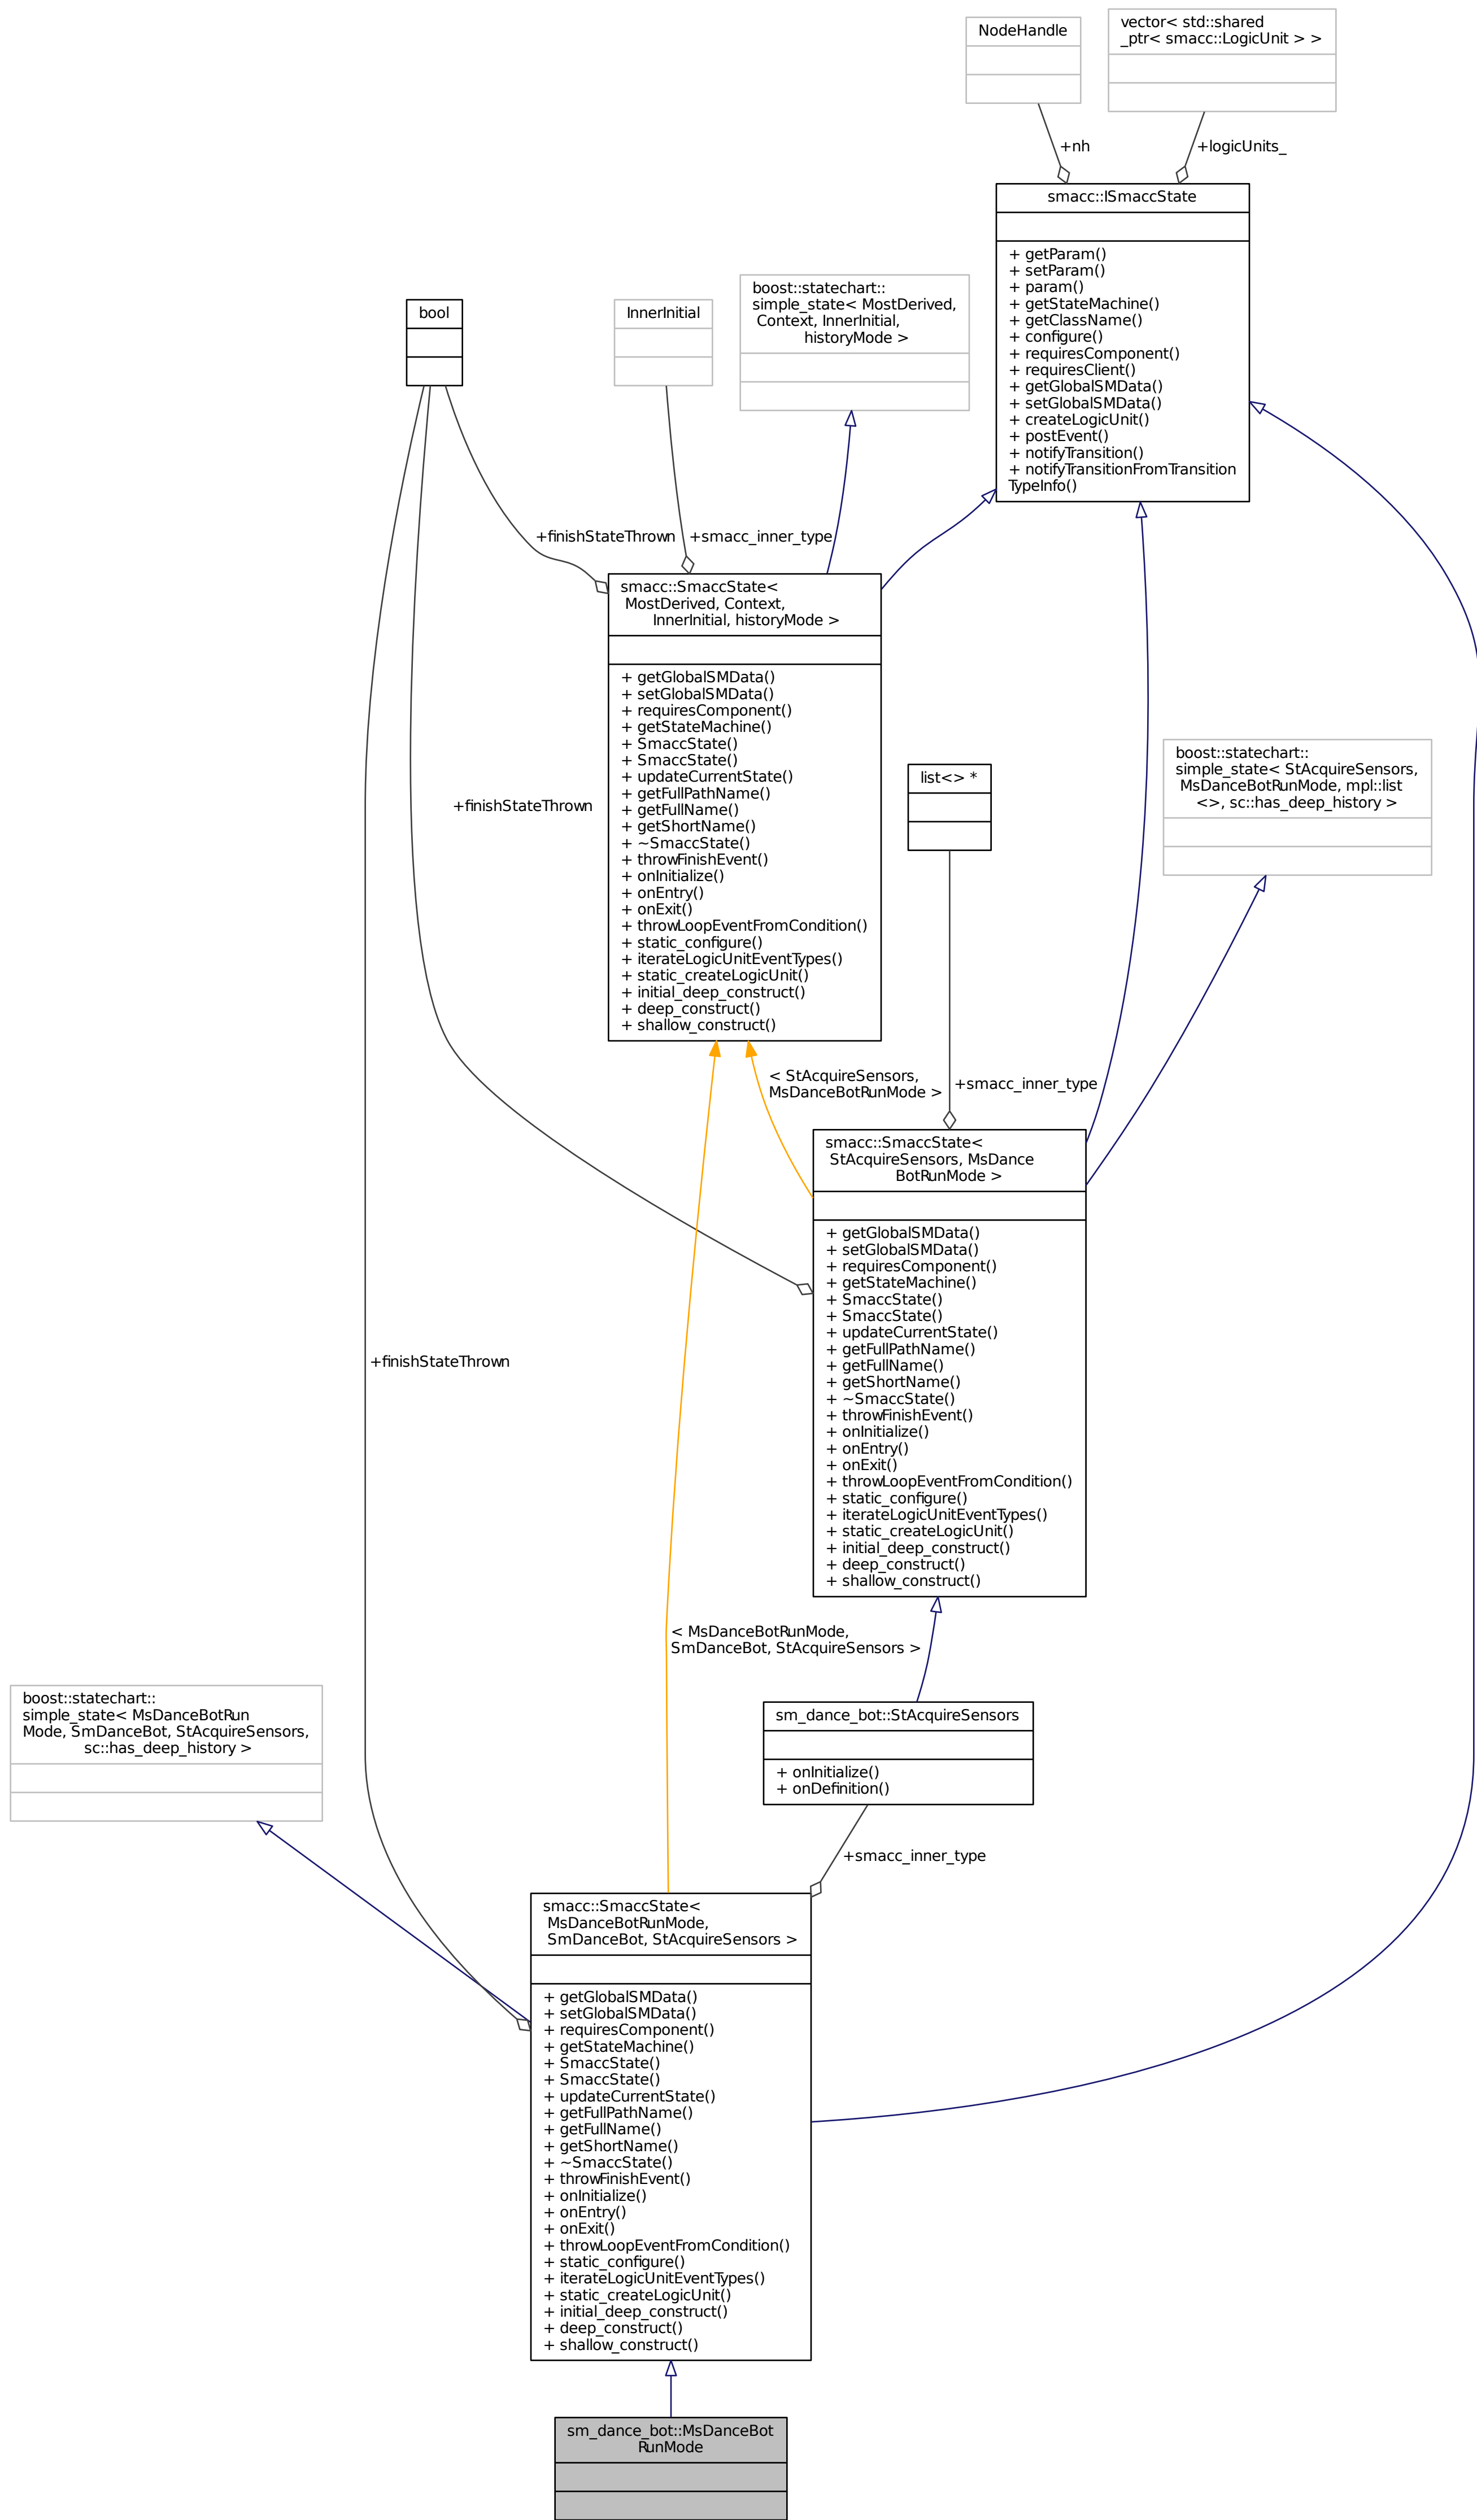 NodeHandle
vector< std::shared
_ptr< smacc::LogicUnit > >
+nh
+logicUnits_
smacc::ISmaccState
+ getParam()
+ setParam()
+ param()
+ getStateMachine()
+ getClassName()
+ configure()
+ requiresComponent()
+ requiresClient()
+ getGlobalSMData()
+ setGlobalSMData()
+ createLogicUnit()
+ postEvent()
+ notifyTransition()
+ notifyTransitionFromTransition
TypeInfo()
bool
InnerInitial
boost::statechart::
simple_state< MostDerived,
Context, InnerInitial,
historyMode >
+finishStateThrown
+smacc_inner_type
smacc::SmaccState<
MostDerived, Context,
InnerInitial, historyMode >
+ getGlobalSMData()
+ setGlobalSMData()
+ requiresComponent()
+ getStateMachine()
+ SmaccState()
+ SmaccState()
+ updateCurrentState()
+ getFullPathName()
+ getFullName()
+ getShortName()
+ ~SmaccState()
+ throwFinishEvent()
+ onInitialize()
+ onEntry()
+ onExit()
+ throwLoopEventFromCondition()
+ static_configure()
+ iterateLogicUnitEventTypes()
+ static_createLogicUnit()
+ initial_deep_construct()
+ deep_construct()
+ shallow_construct()
+finishStateThrown
list<> *
boost::statechart::
simple_state< StAcquireSensors,
MsDanceBotRunMode, mpl::list
<>, sc::has_deep_history >
< StAcquireSensors,
MsDanceBotRunMode >
+smacc_inner_type
smacc::SmaccState<
StAcquireSensors, MsDance
BotRunMode >
+ getGlobalSMData()
+ setGlobalSMData()
+ requiresComponent()
+ getStateMachine()
+ SmaccState()
+ SmaccState()
+ updateCurrentState()
+ getFullPathName()
+ getFullName()
+ getShortName()
+ ~SmaccState()
+ throwFinishEvent()
+ onInitialize()
+ onEntry()
+ onExit()
+ throwLoopEventFromCondition()
+ static_configure()
+ iterateLogicUnitEventTypes()
+ static_createLogicUnit()
+ initial_deep_construct()
+ deep_construct()
+ shallow_construct()
+finishStateThrown
< MsDanceBotRunMode,
SmDanceBot, StAcquireSensors >
boost::statechart::
simple_state< MsDanceBotRun
Mode, SmDanceBot, StAcquireSensors,
sc::has_deep_history >
sm_dance_bot::StAcquireSensors
+ onInitialize()
+ onDefinition()
+smacc_inner_type
smacc::SmaccState<
MsDanceBotRunMode,
SmDanceBot, StAcquireSensors >
+ getGlobalSMData()
+ setGlobalSMData()
+ requiresComponent()
+ getStateMachine()
+ SmaccState()
+ SmaccState()
+ updateCurrentState()
+ getFullPathName()
+ getFullName()
+ getShortName()
+ ~SmaccState()
+ throwFinishEvent()
+ onInitialize()
+ onEntry()
+ onExit()
+ throwLoopEventFromCondition()
+ static_configure()
+ iterateLogicUnitEventTypes()
+ static_createLogicUnit()
+ initial_deep_construct()
+ deep_construct()
+ shallow_construct()
sm_dance_bot::MsDanceBot
RunMode